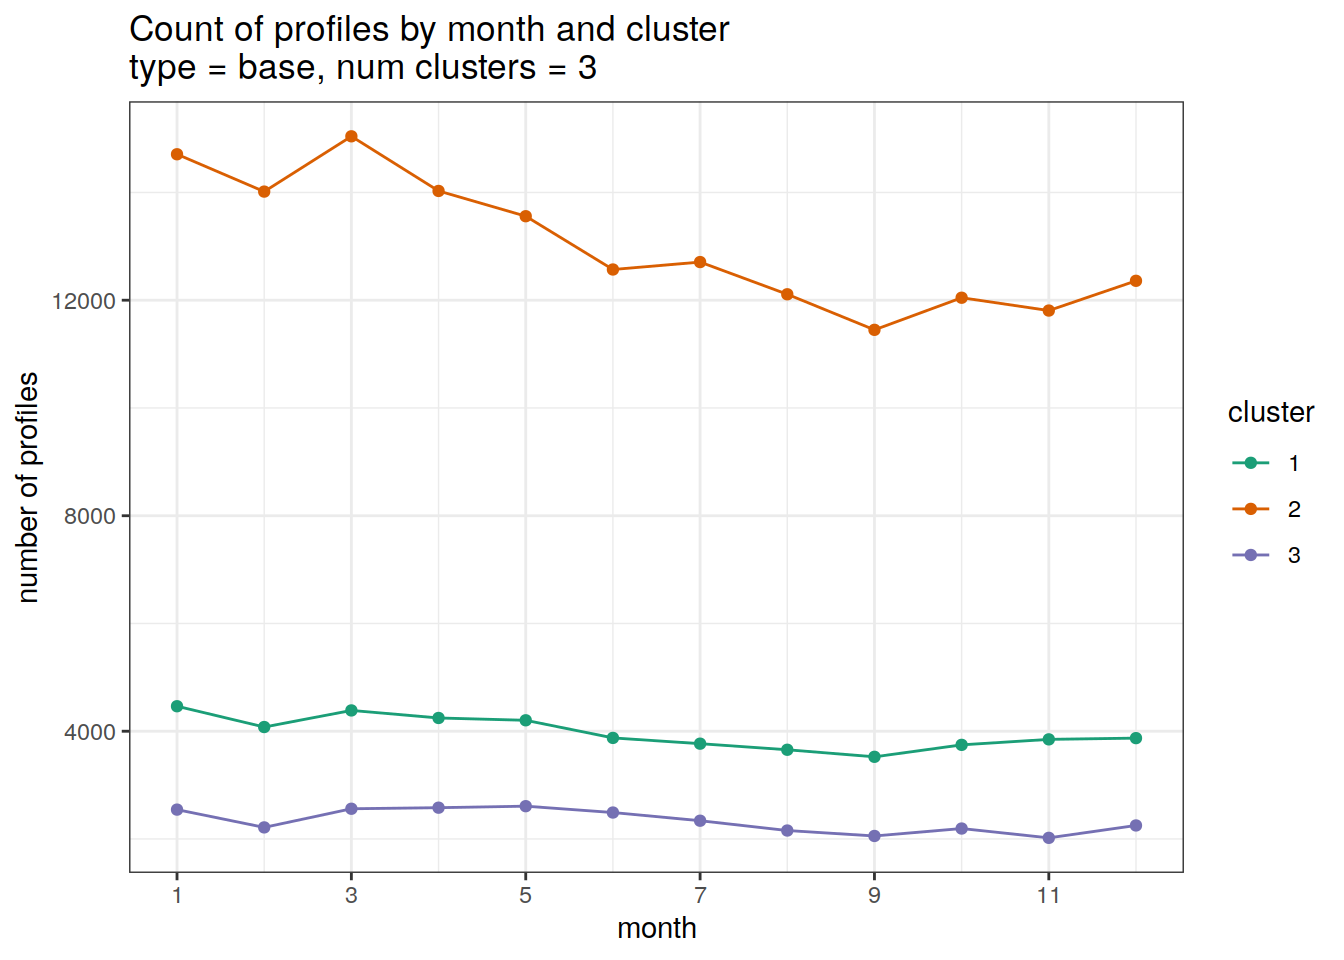 Count of profiles by month and cluster
type = base, num clusters = 3
number of profiles
12000
8000
4000
1
3
5
7
9
11
month
cluster
1
2
3